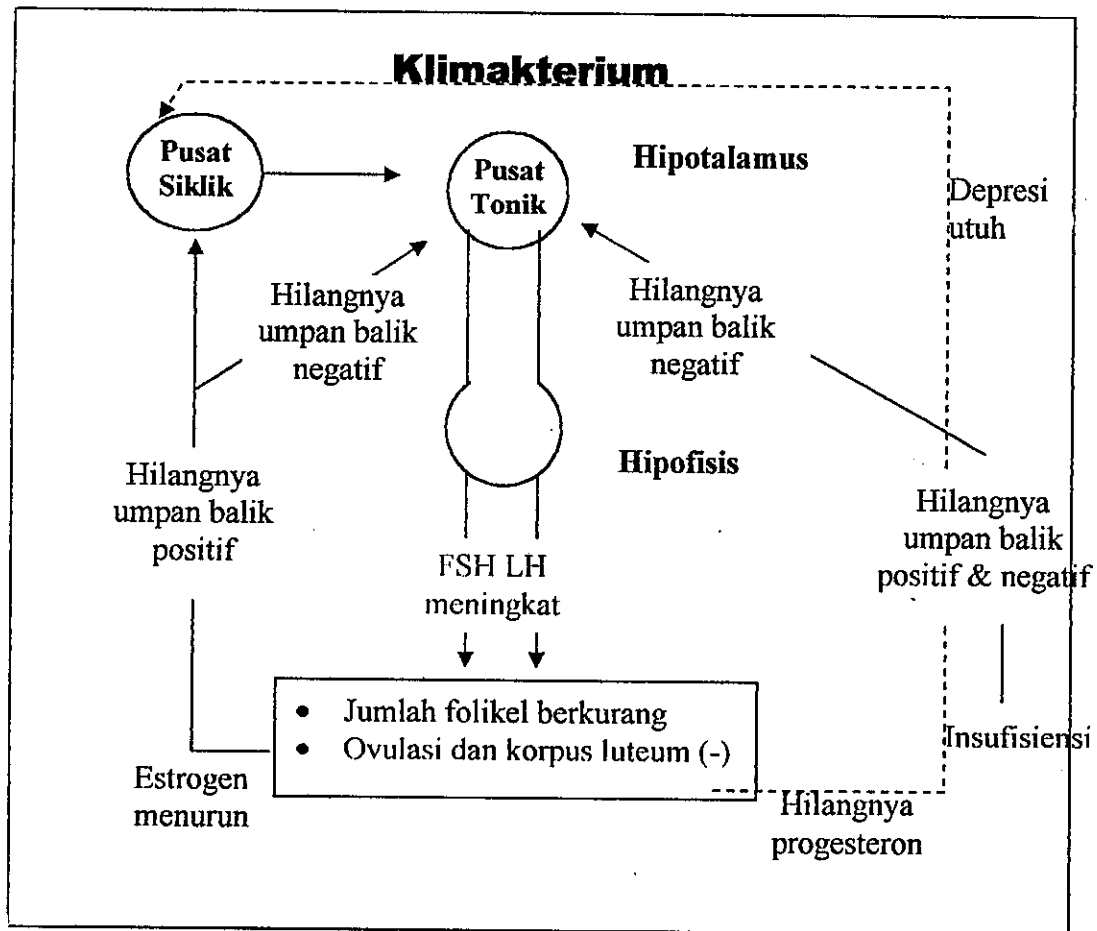 Klimakterium
Pusat
Siklik
Pusat
Tonik
Hipotalamus
Depresi
utuh
Hilangnya
umpan balik
negatif
Hilangnya
umpan balik
negatif
Hipofisis
Hilangnya
umpan balik
positif
Hilangnya
umpan balik
positif & negatif
FSH LH
meningkat
• Jumlah folikel berkurang
• Ovulasi dan korpus luteum (-)
Insufisiensi
Estrogen
menurun
Hilangnya
progesteron